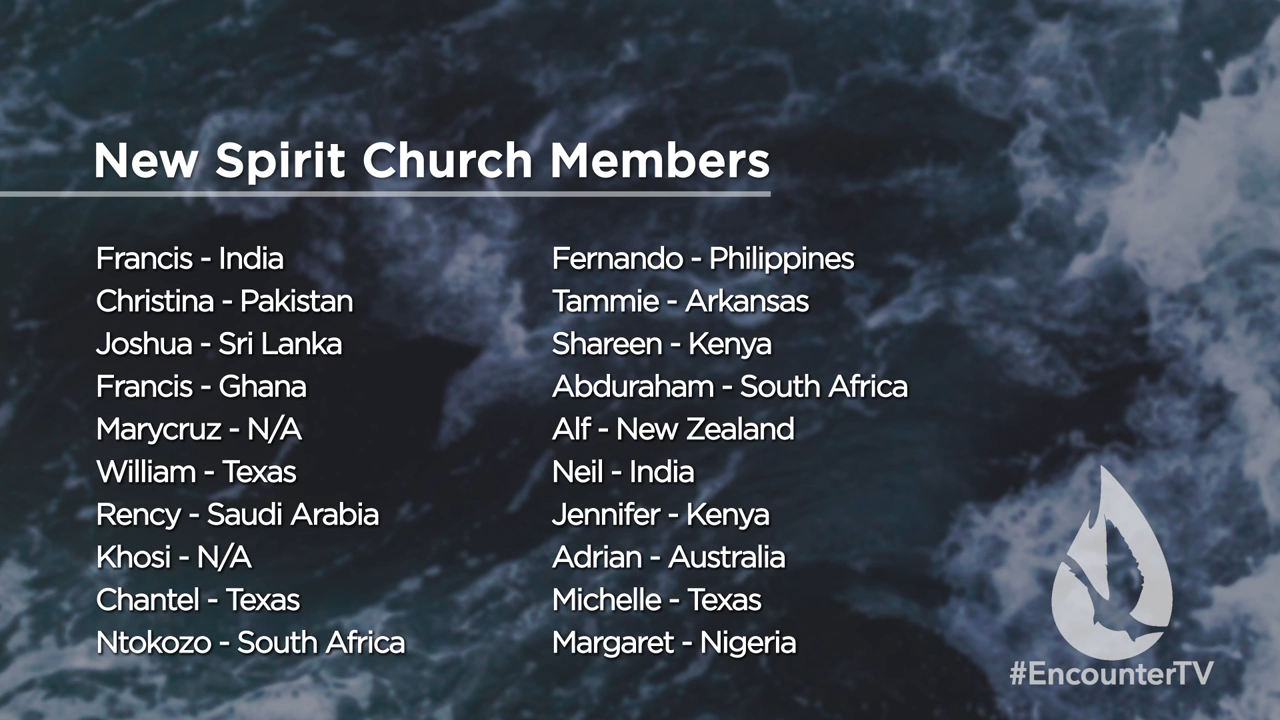 New Spirit Church Members
Francis - India
Christina - Pakistan
Joshua - Sri Lanka
Francis - Ghana
Marycruz - N/A
William - Texas
Rency - Saudi Arabia
Khosi - N/A
Chantel - Texas
Ntokozo - South Africa
Fernando - Philippines
Tammie - Arkansas
Shareen - Kenya
Abduraham - South Africa
Alf - New Zealand
Neil - India
Jennifer - Kenya
Adrian - Australia
Michelle - Texas
Margaret - Nigeria
#EncounterTV